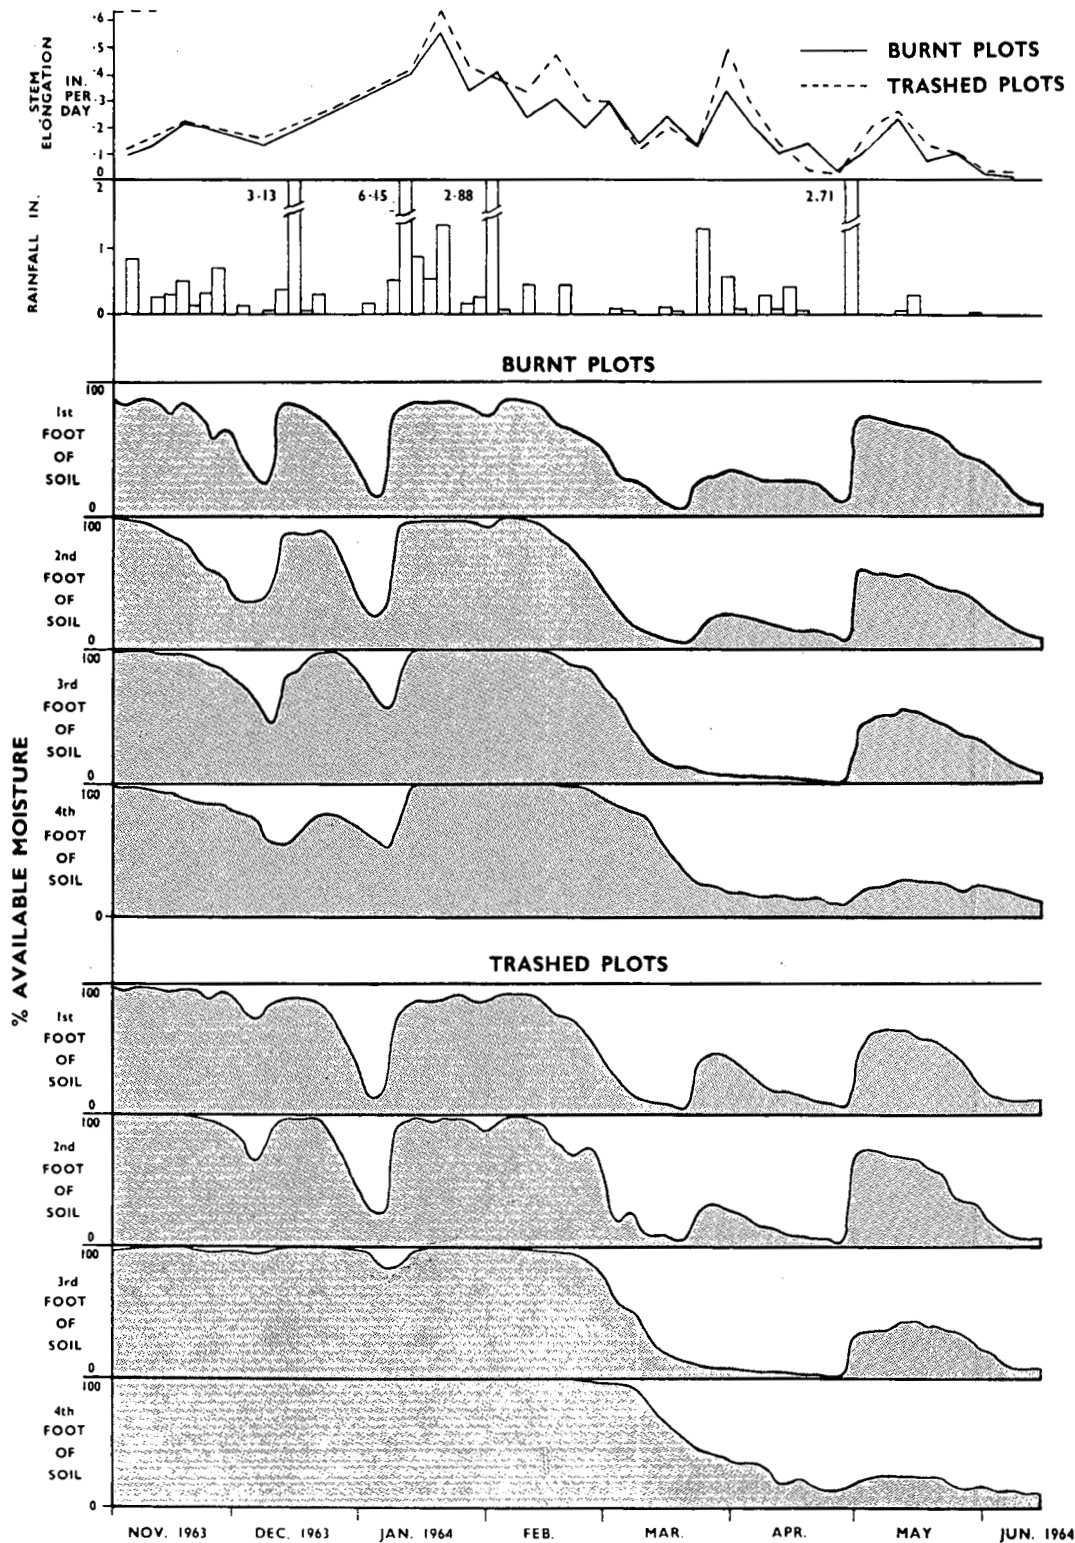 STEM
ELONGATION
IN.
PER
DAY
·6
·5
·4
·3
·2
·1
0
BURNT PLOTS
TRASHED PLOTS
RAINFALL IN.
2
1
0
3·13
6·45
2·88
2.71
BURNT PLOTS
% AVAILABLE MOISTURE
100
1st
FOOT
OF
SOIL
0
100
2nd
FOOT
OF
SOIL
0
100
3rd
FOOT
OF
SOIL
0
100
4th
FOOT
OF
SOIL
0
TRASHED PLOTS
100
1st
FOOT
OF
SOIL
0
100
2nd
FOOT
OF
SOIL
0
100
3rd
FOOT
OF
SOIL
0
100
4th
FOOT
OF
SOIL
0
NOV. 1963 DEC. 1963 JAN. 1964 FEB. MAR. APR. MAY JUN. 1964